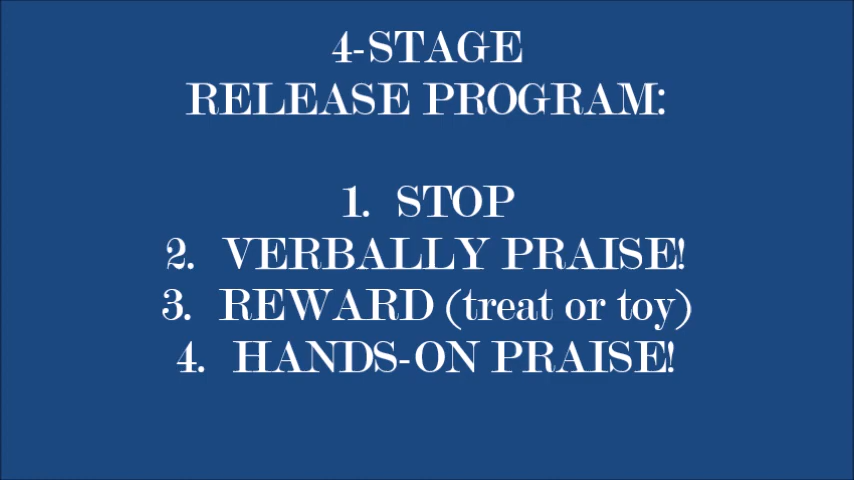 4-STAGE
RELEASE PROGRAM:
1. STOP
2. VERBALLY PRAISE!
3. REWARD (treat or toy)
4. HANDS-ON PRAISE!